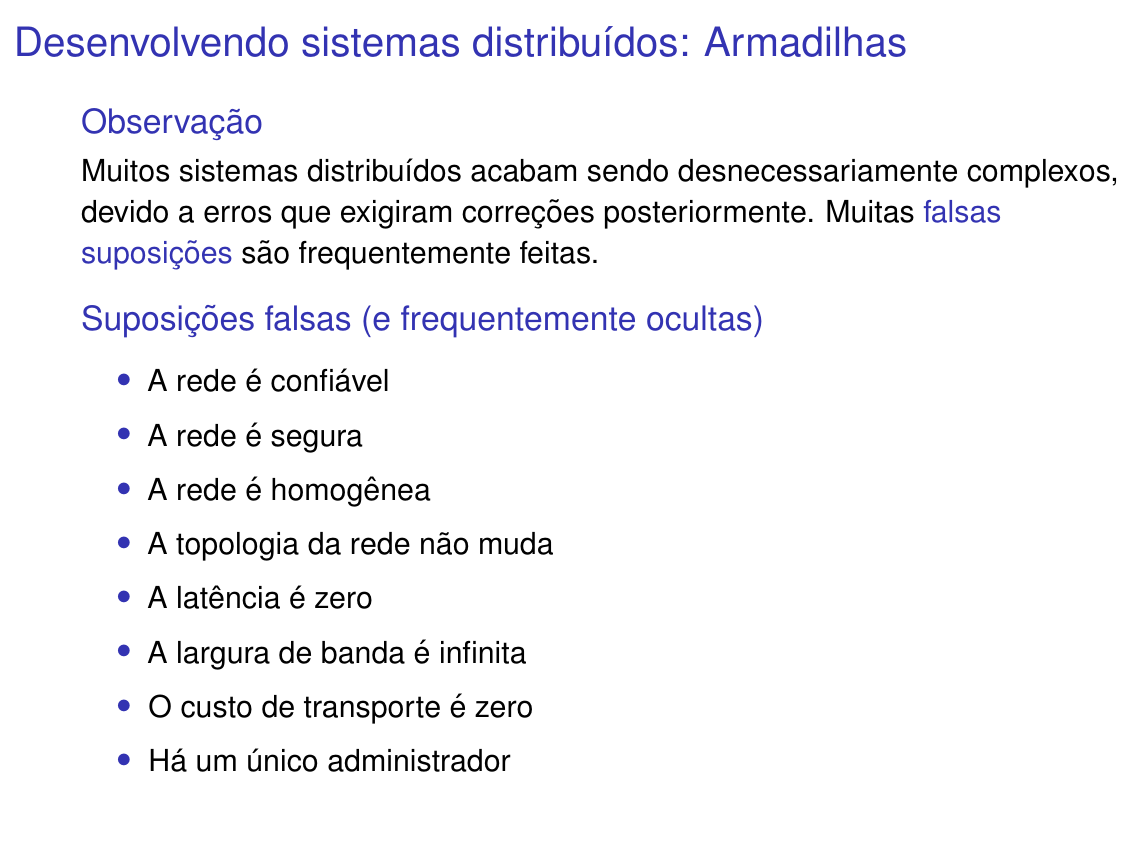 Desenvolvendo sistemas distribuídos: Armadilhas
Observação
Muitos sistemas distribuídos acabam sendo desnecessariamente complexos,
devido a erros que exigiram correções posteriormente. Muitas falsas
suposições são frequentemente feitas.
Suposições falsas (e frequentemente ocultas)
• A rede é confiável
• A rede é segura
• A rede é homogênea
• A topologia da rede não muda
• A latência é zero
• A largura de banda é infinita
• O custo de transporte é zero
• Há um único administrador